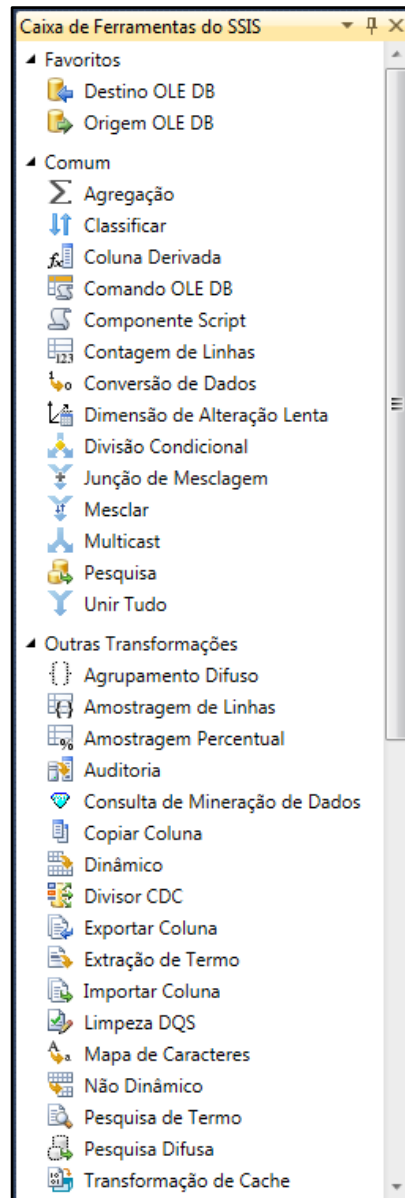 Caixa de Ferramentas do SSIS
Favoritos
Destino OLE DB
Origem OLE DB
Comum
Agregação
Classificar
Coluna Derivada
Comando OLE DB
Componente Script
Contagem de Linhas
Conversão de Dados
Dimensão de Alteração Lenta
Divisão Condicional
Junção de Mesclagem
Mesclar
Multicast
Pesquisa
Unir Tudo
Outras Transformações
Agrupamento Difuso
Amostragem de Linhas
Amostragem Percentual
Auditoria
Consulta de Mineração de Dados
Copiar Coluna
Dinâmico
Divisor CDC
Exportar Coluna
Extração de Termo
Importar Coluna
Limpeza DQS
Mapa de Caracteres
Não Dinâmico
Pesquisa de Termo
Pesquisa Difusa
Transformação de Cache